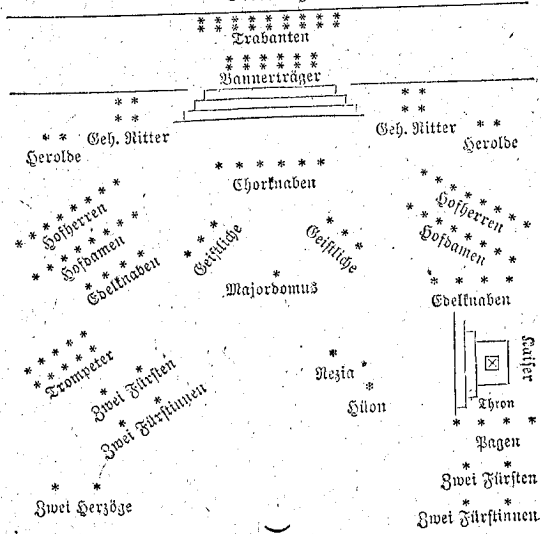 Trabanten
Bannerträger
Geh. Ritter
Geh. Ritter
Herolde
Herolde
Chorknaben
Hofherren
Hofdamen
Edelknaben
Geistliche
Geistliche
Hofherren
Hofdamen
Majordomus
Edelknaben
Trompeter
Zwei Fürsten
Zwei Fürstinnen
Rezia
Hüon
Kaiser
Thron
Pagen
Zwei Herzöge
Zwei Fürsten
Zwei Fürstinnen